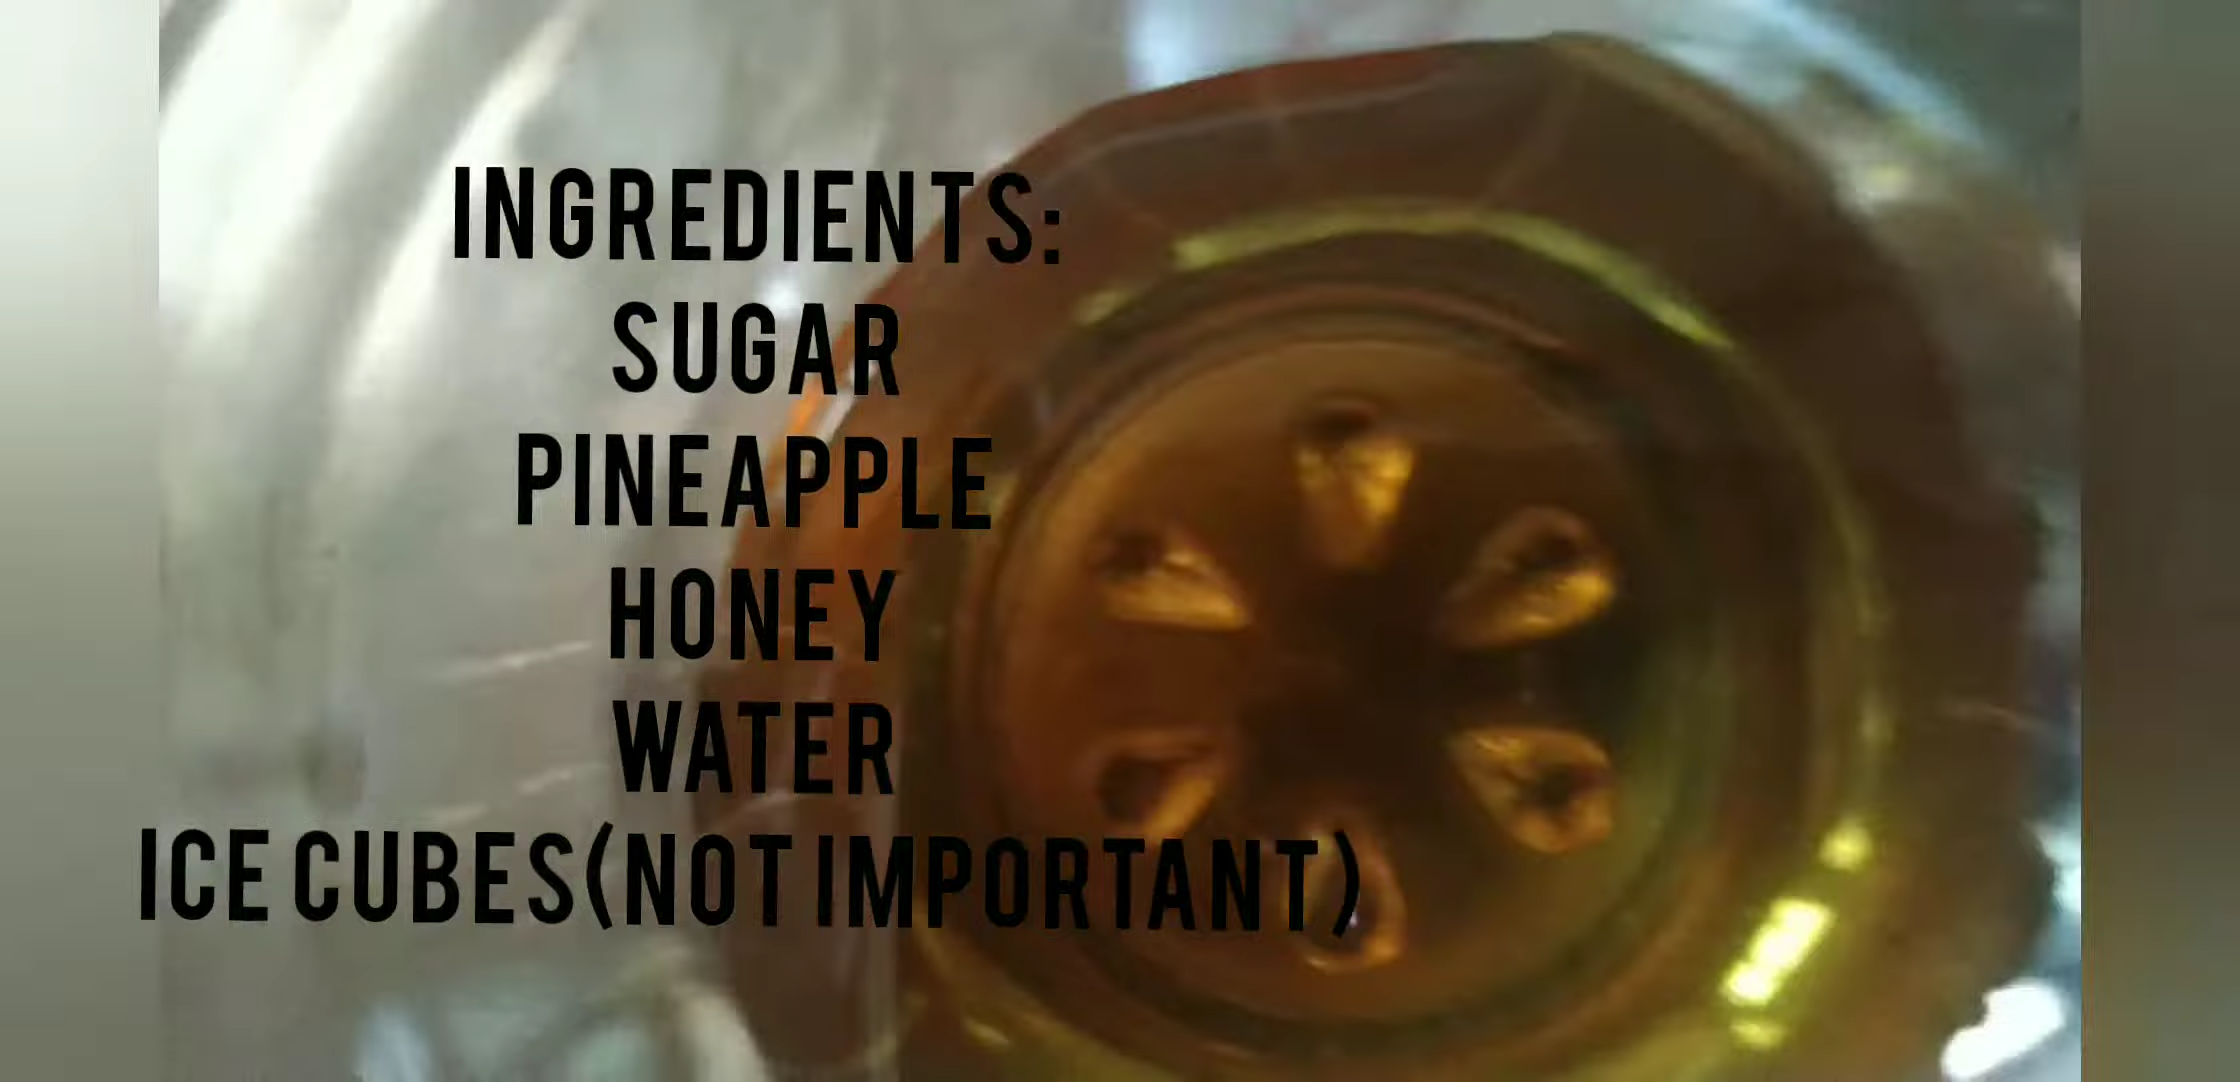 INGREDIENTS:
SUGAR
PINEAPPLE
HONEY
WATER
ICE CUBES(NOT IMPORTANT)